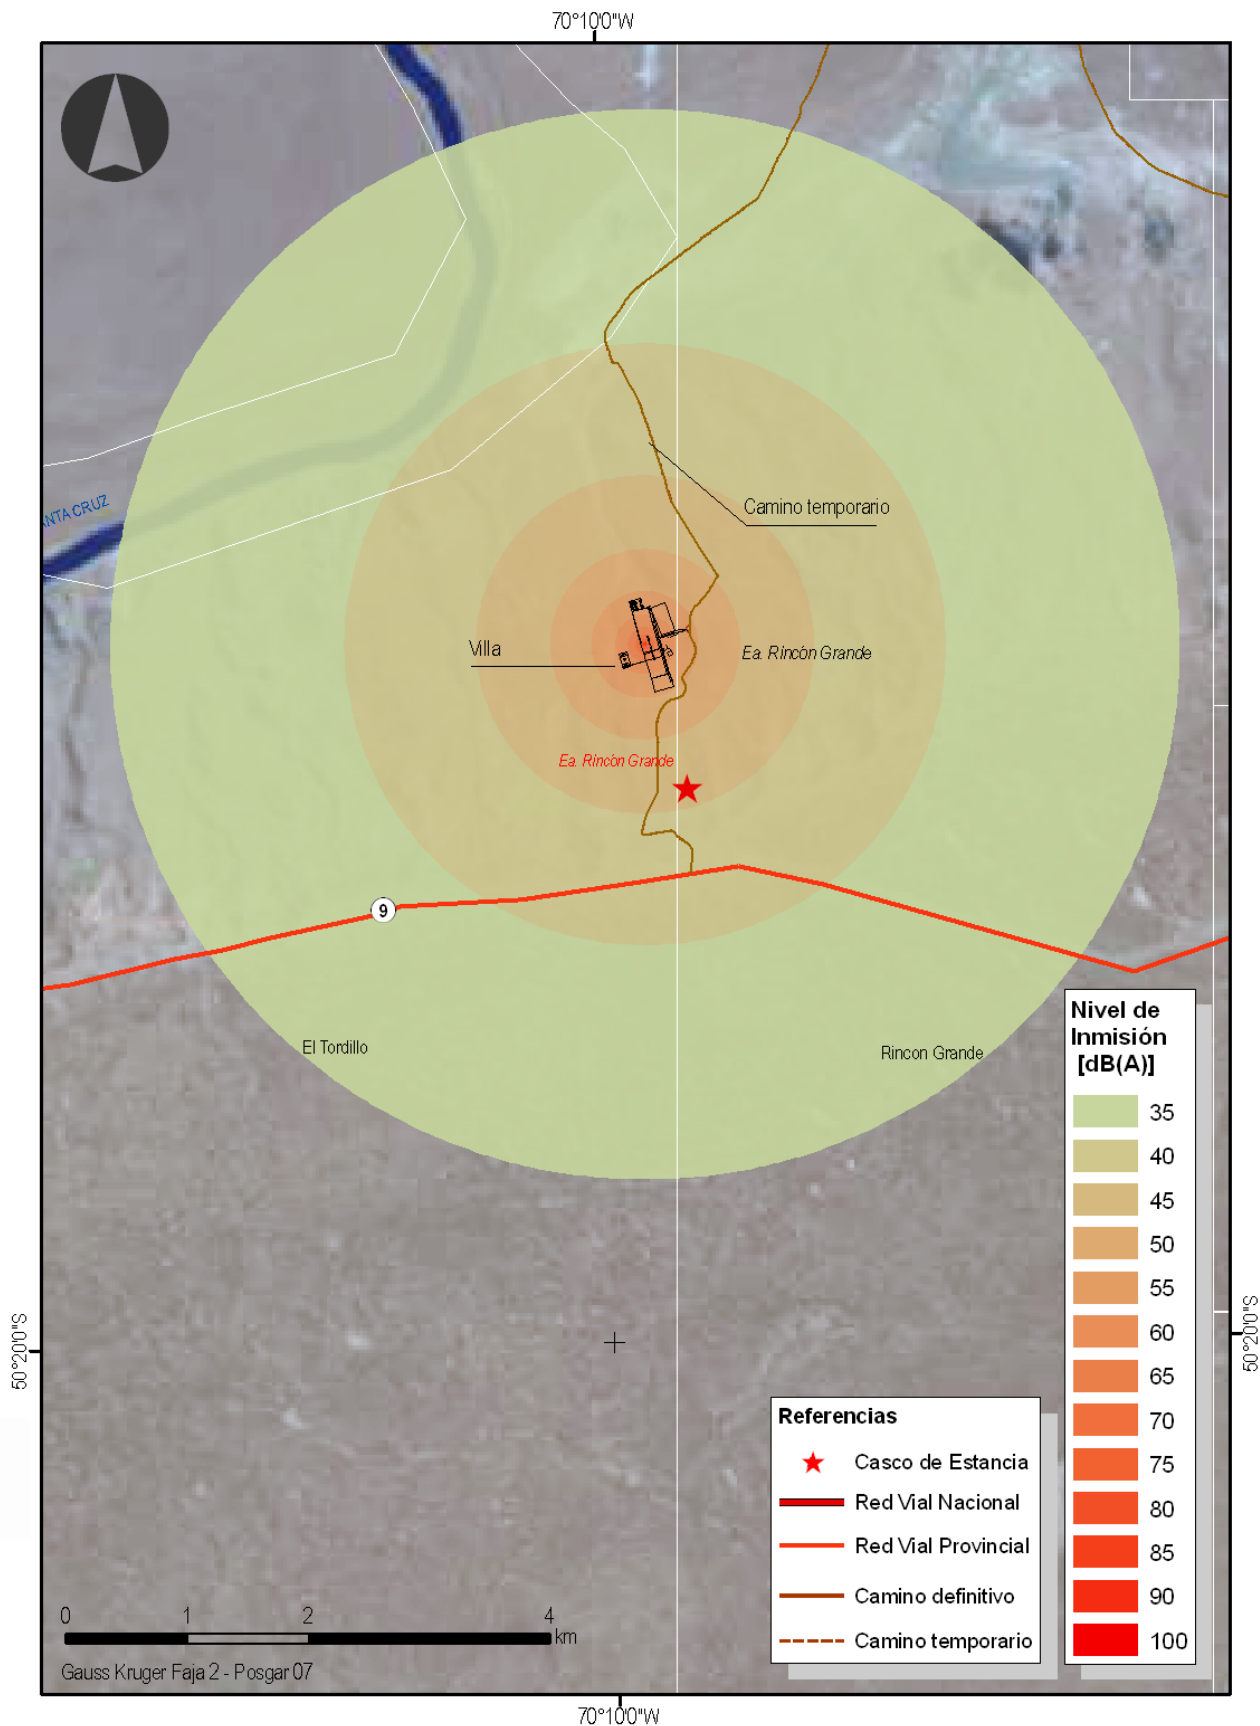 70°10'0"W
ANTA CRUZ
Camino temporario
Villa
Ea. Rincón Grande
Ea. Rincón Grande
9
El Tordillo
Rincon Grande
50°20'0"S
50°20'0"S
Nivel de
Inmisión
[dB(A)]
35
40
45
50
55
60
65
70
75
80
85
90
100
Referencias
Casco de Estancia
Red Vial Nacional
Red Vial Provincial
Camino definitivo
Camino temporario
0 1 2 4
km
Gauss Kruger Faja 2 - Posgar 07
70°10'0"W